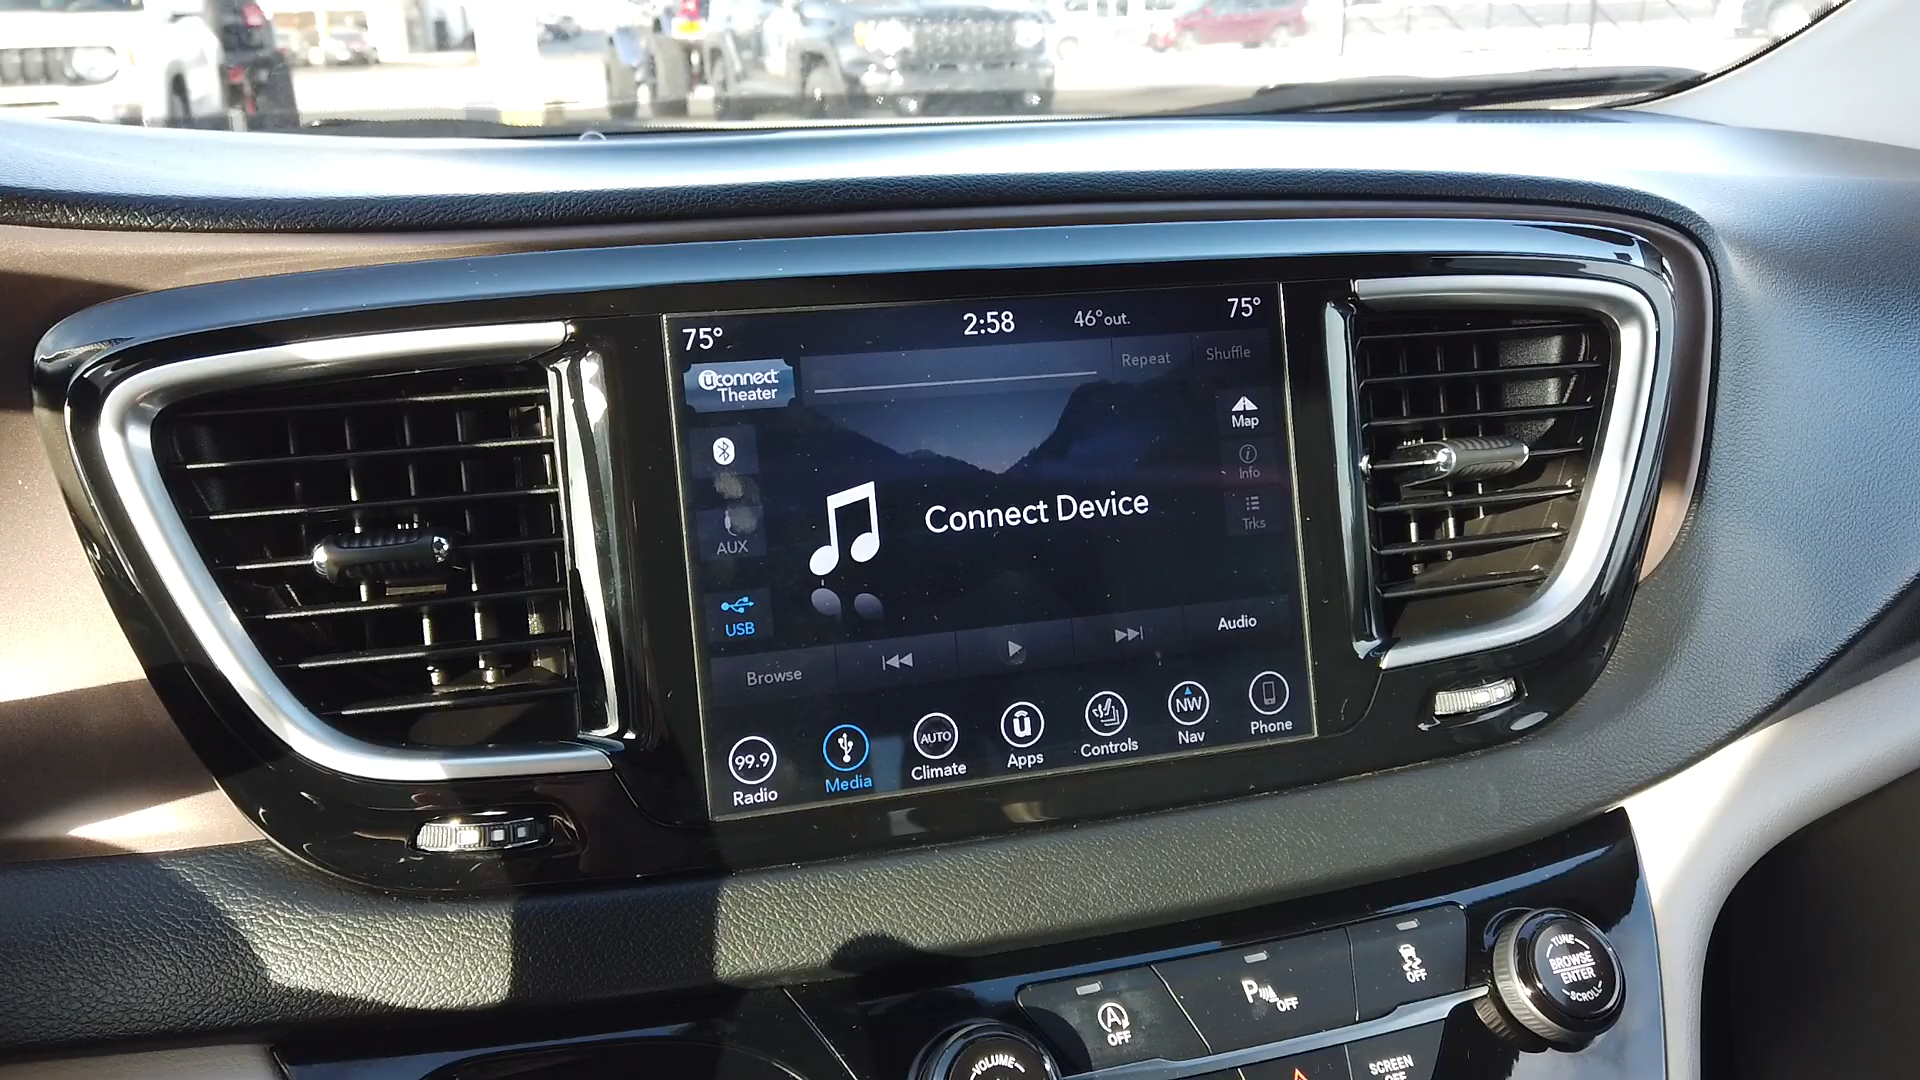 75°
2:58
46° out.
75°
uconnect
Theater
Repeat
Shuffle
Map
Info
Trks
AUX
USB
Connect Device
Browse
Audio
99.9
Radio
Media
AUTO
Climate
Apps
Controls
NW
Nav
Phone
A
OFF
P
OFF
OFF
TUNE
BROWSE
ENTER
SCROLL
VOLUME
SCREEN
OFF